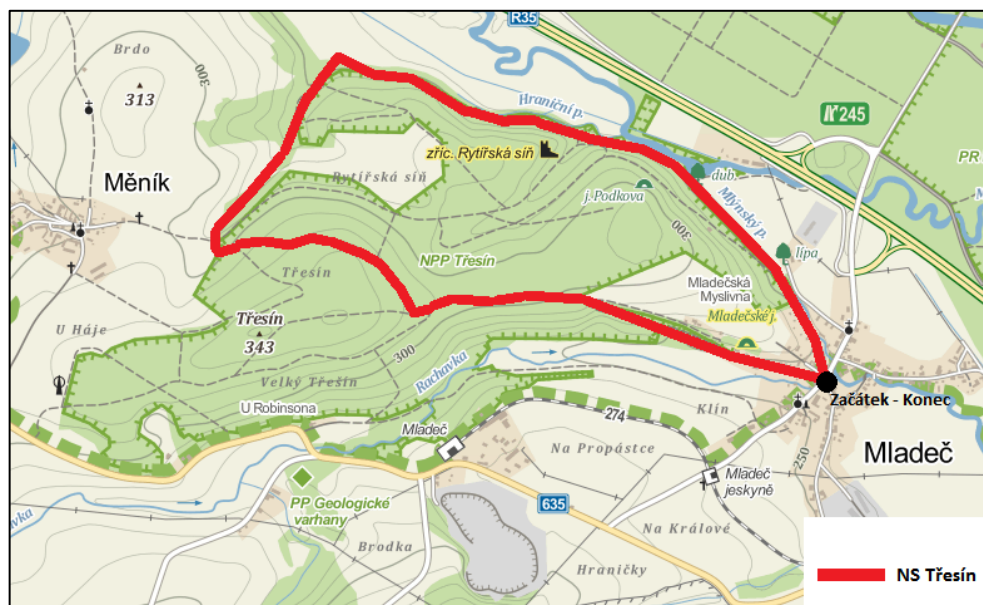 Brdo
300
313
R35
245
Hraniční p.
zříc. Rytířská síň
Rytířská síň
Měník
dub.
PR
j. Podkova
Mlýnský p.
300
lípa
NPP Třesín
Třesín
Mladečská
Myslivna
Mladečské j.
Třesín
343
U Háje
300
Rachavka
Velký Třesín
Začátek - Konec
U Robinsona
274
Klín
Mladeč
Na Propástce
250
Mladeč
Mladeč
jeskyně
PP Geologické
varhany
635
Na Králové
Brodka
Hraničky
NS Třesín